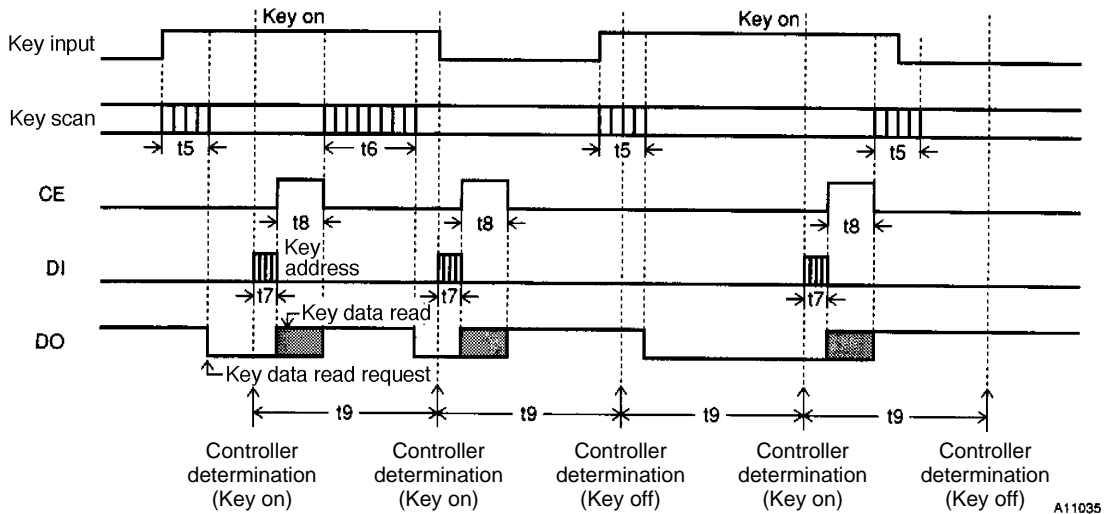 Key on
Key on
Key input
Key scan
t5
t6
t5
t5
CE
t8
t8
t8
DI
Key
address
t7
t7
t7
Key data read
DO
Key data read request
t9
t9
t9
t9
Controller
determination
(Key on)
Controller
determination
(Key on)
Controller
determination
(Key off)
Controller
determination
(Key on)
Controller
determination
(Key off)
A11035